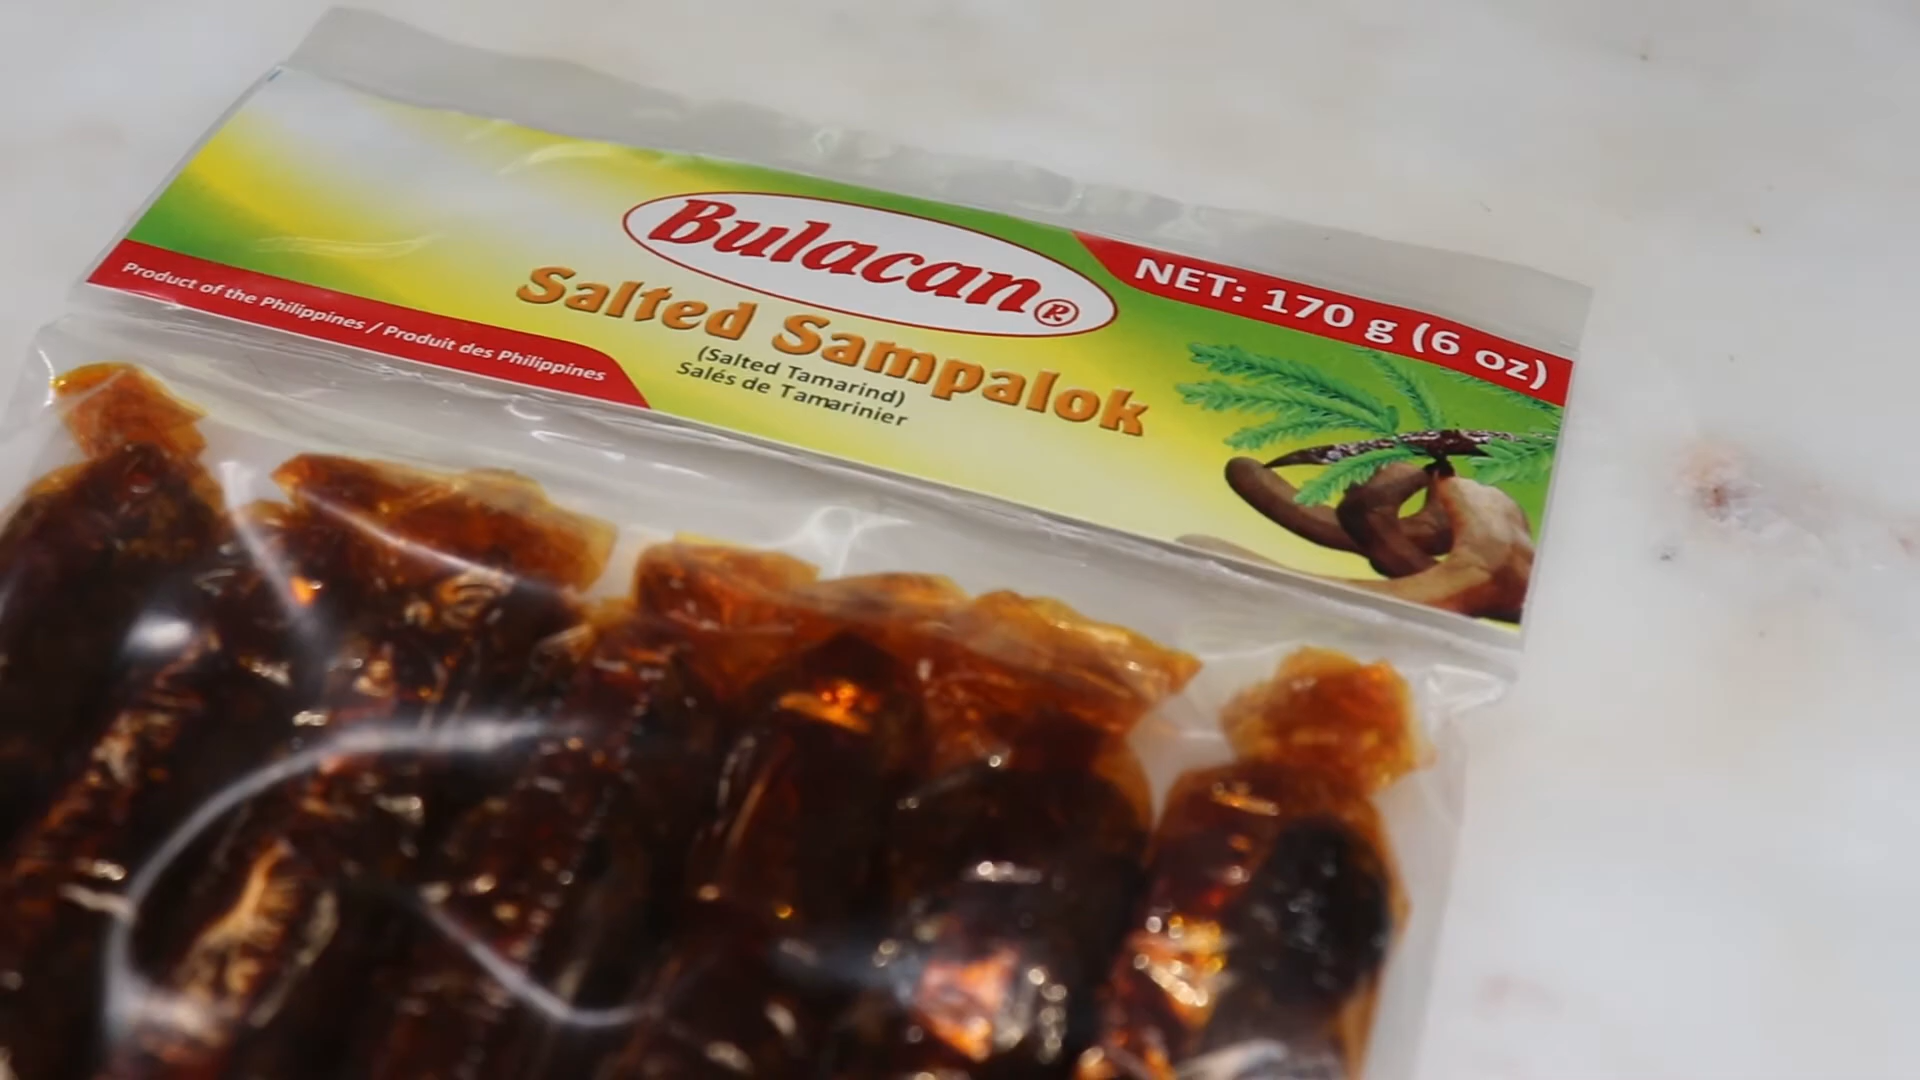 Bulacan®
NET: 170 g (6 oz)
Salted Sampalok
(Salted Tamarind)
Salés de Tamarinier
Product of the Philippines / Produit des Philippines